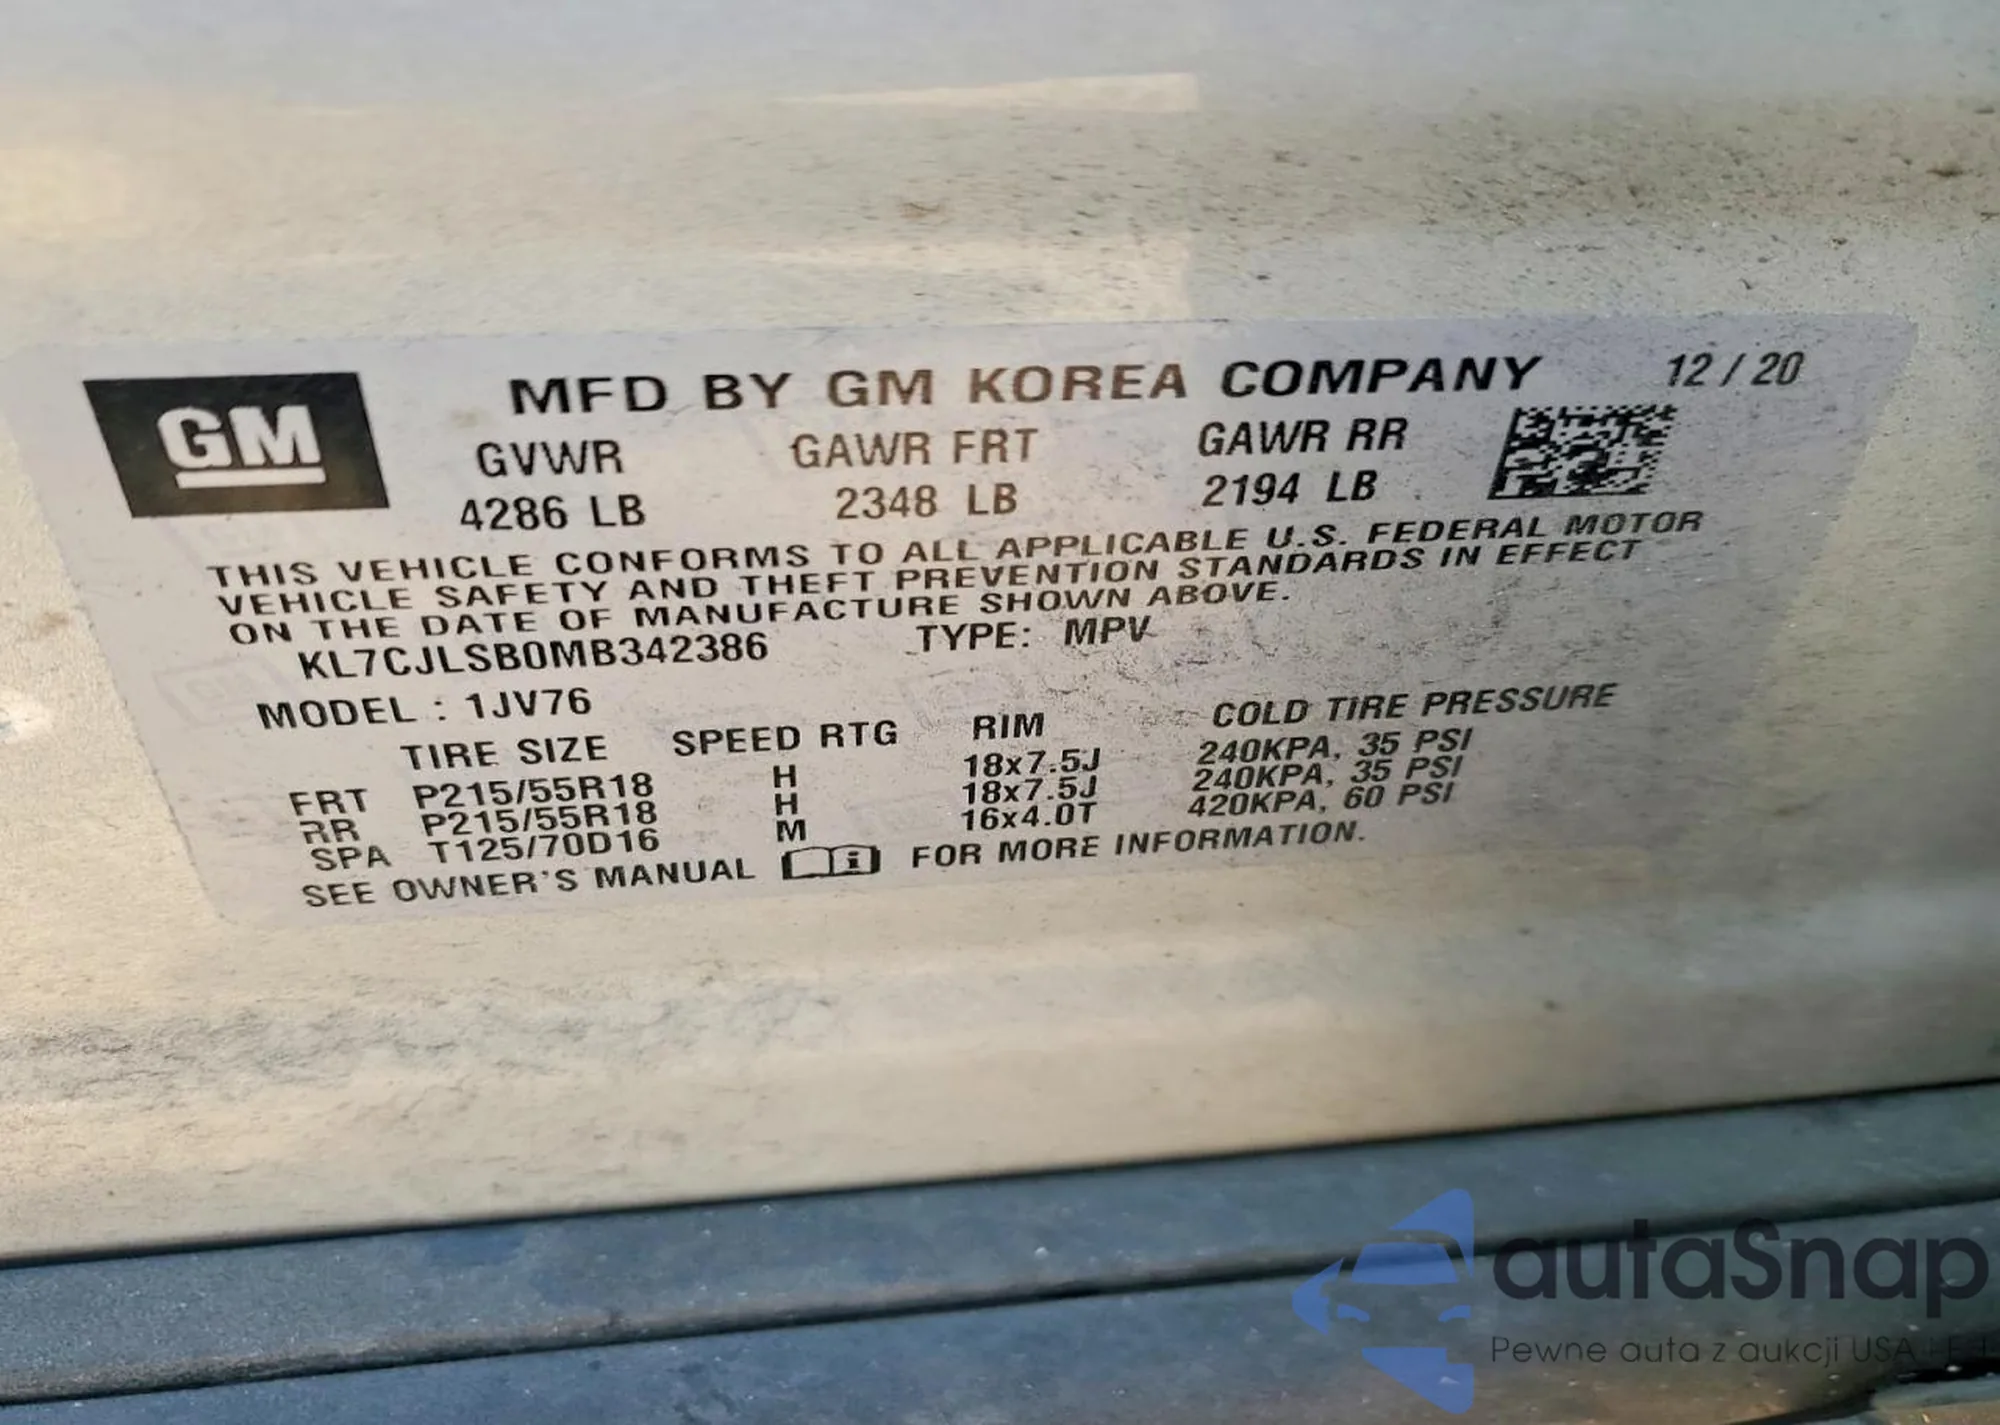 GM
MFD BY GM KOREA COMPANY 12 / 20
GVWR GAWR FRT GAWR RR
4286 LB 2348 LB 2194 LB
THIS VEHICLE CONFORMS TO ALL APPLICABLE U.S. FEDERAL MOTOR
VEHICLE SAFETY AND THEFT PREVENTION STANDARDS IN EFFECT
ON THE DATE OF MANUFACTURE SHOWN ABOVE.
KL7CJLSB0MB342386 TYPE: MPV
MODEL : 1JV76
TIRE SIZE SPEED RTG RIM COLD TIRE PRESSURE
FRT P215/55R18 H 18x7.5J 240KPA, 35 PSI
RR P215/55R18 H 18x7.5J 240KPA, 35 PSI
SPA T125/70D16 M 16x4.0T 420KPA, 60 PSI
SEE OWNER'S MANUAL i FOR MORE INFORMATION.
autaSnap
Pewne auta z aukcji USA i EU